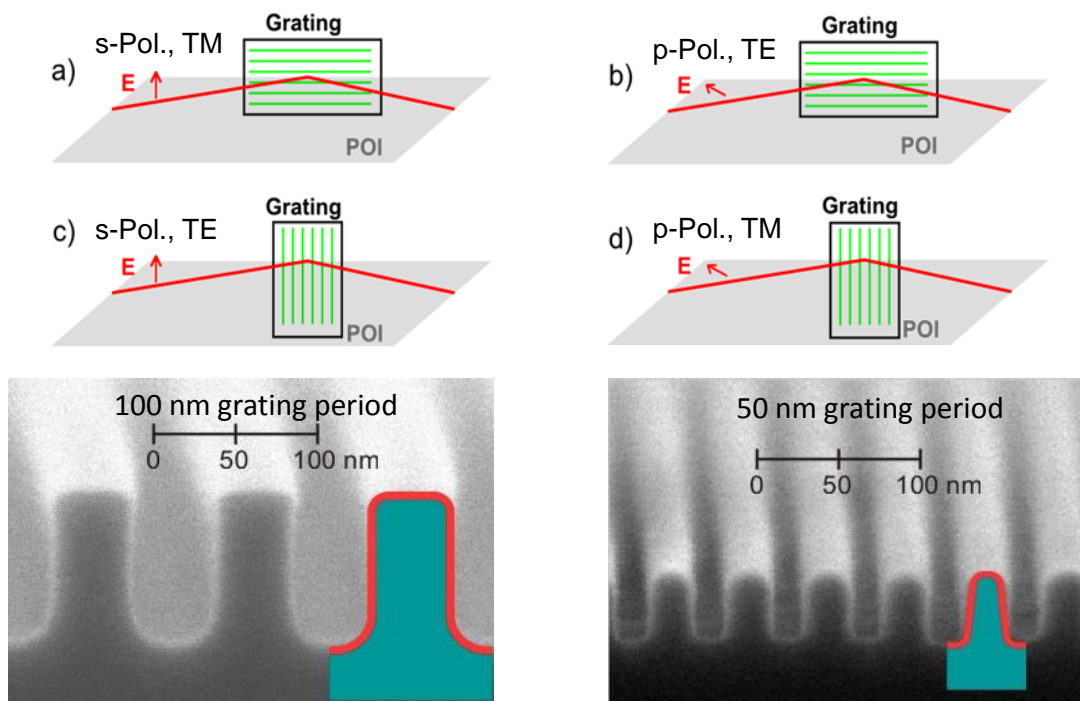 Grating
a) s-Pol., TM
E
POI
Grating
b) p-Pol., TE
E
POI
Grating
c) s-Pol., TE
E
POI
Grating
d) p-Pol., TM
E
POI
100 nm grating period
0 50 100 nm
50 nm grating period
0 50 100 nm